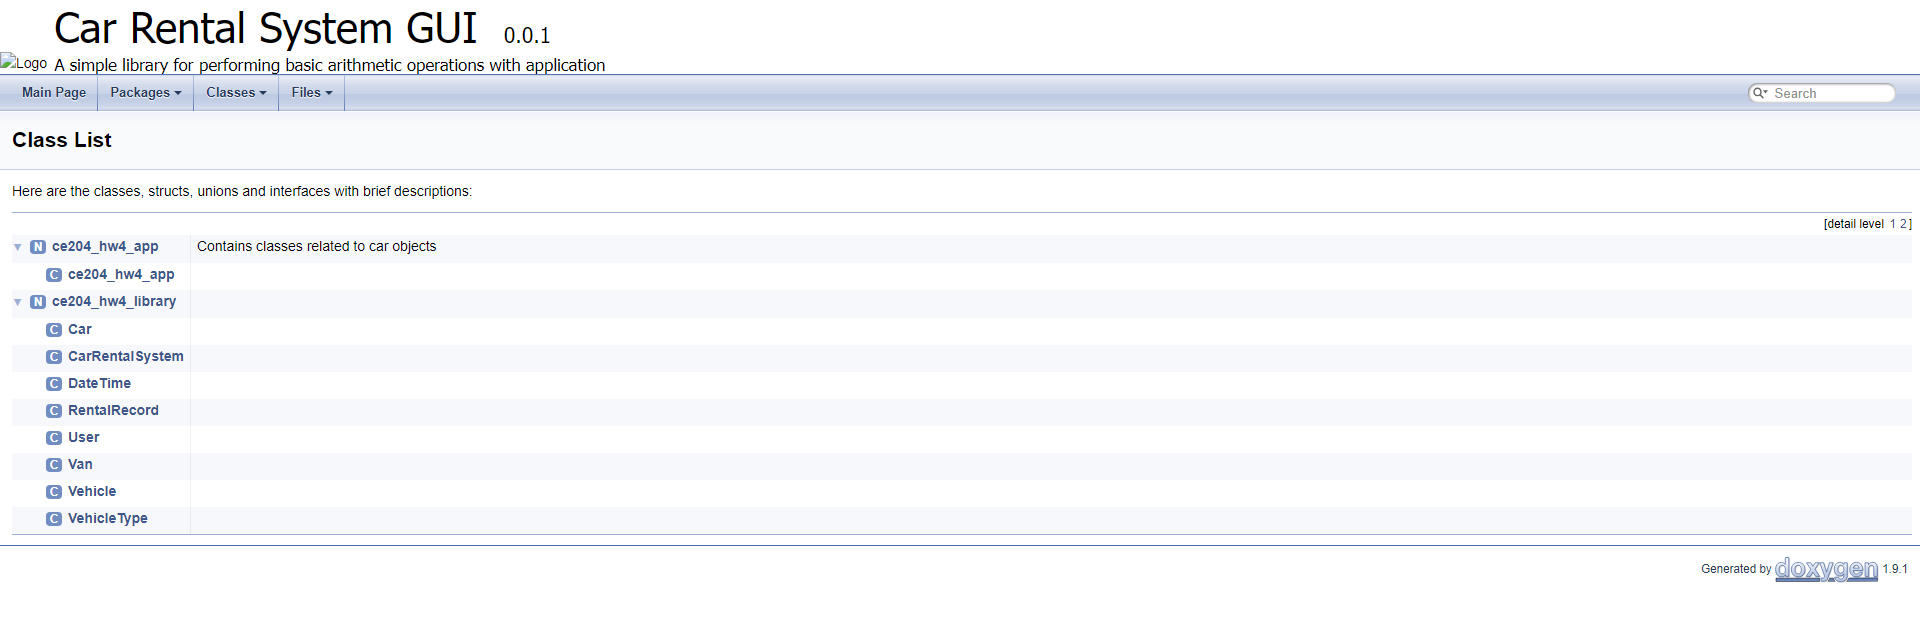 Car Rental System GUI 0.0.1
Logo A simple library for performing basic arithmetic operations with application
Main Page Packages Classes Files Search
Class List
Here are the classes, structs, unions and interfaces with brief descriptions:
[detail level 1 2]
N ce204_hw4_app Contains classes related to car objects
C ce204_hw4_app
N ce204_hw4_library
C Car
C CarRentalSystem
C DateTime
C RentalRecord
C User
C Van
C Vehicle
C VehicleType
Generated by doxygen 1.9.1